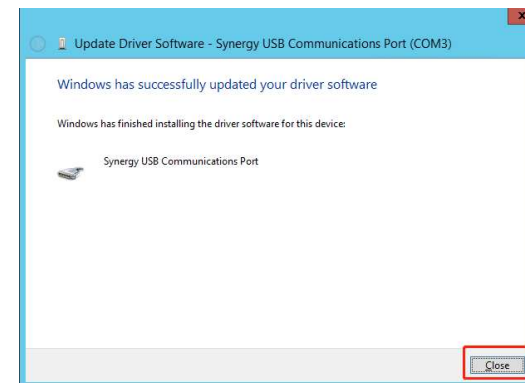 Update Driver Software - Synergy USB Communications Port (COM3)
Windows has successfully updated your driver software
Windows has finished installing the driver software for this device:
Synergy USB Communications Port
Close